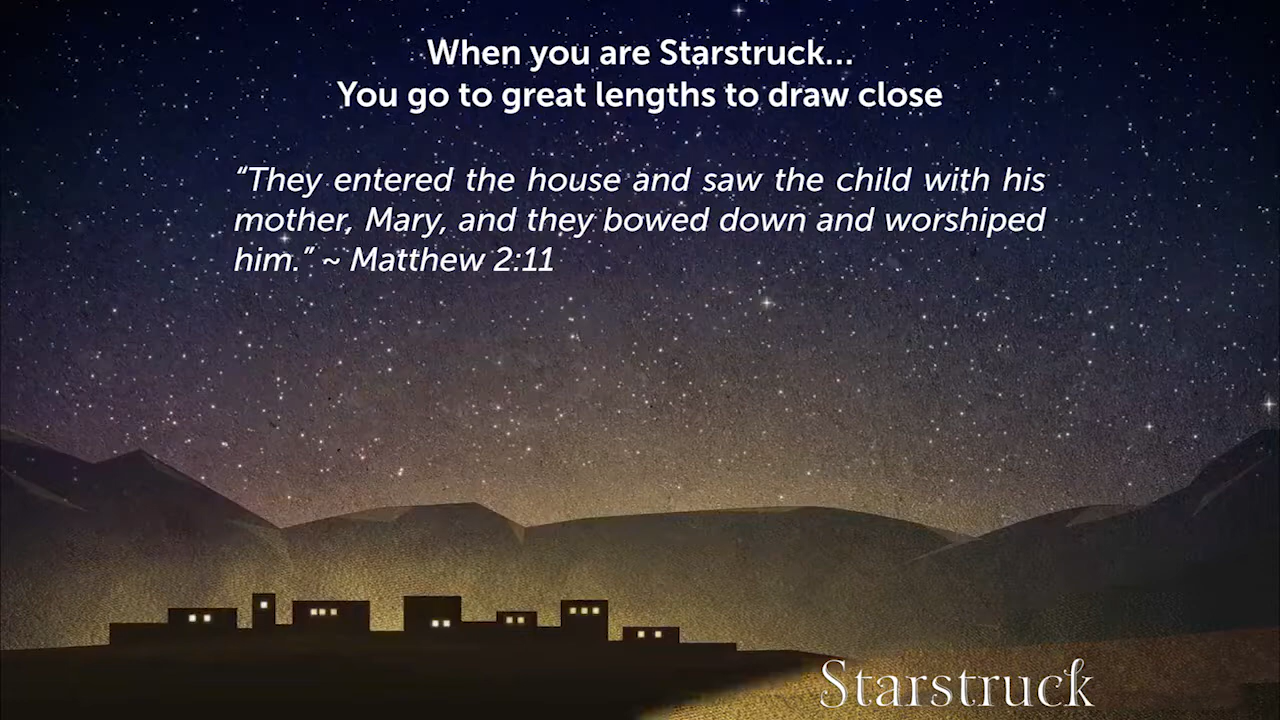 When you are Starstruck...
You go to great lengths to draw close
“They entered the house and saw the child with his
mother, Mary, and they bowed down and worshiped
him.” ~ Matthew 2:11
Starstruck